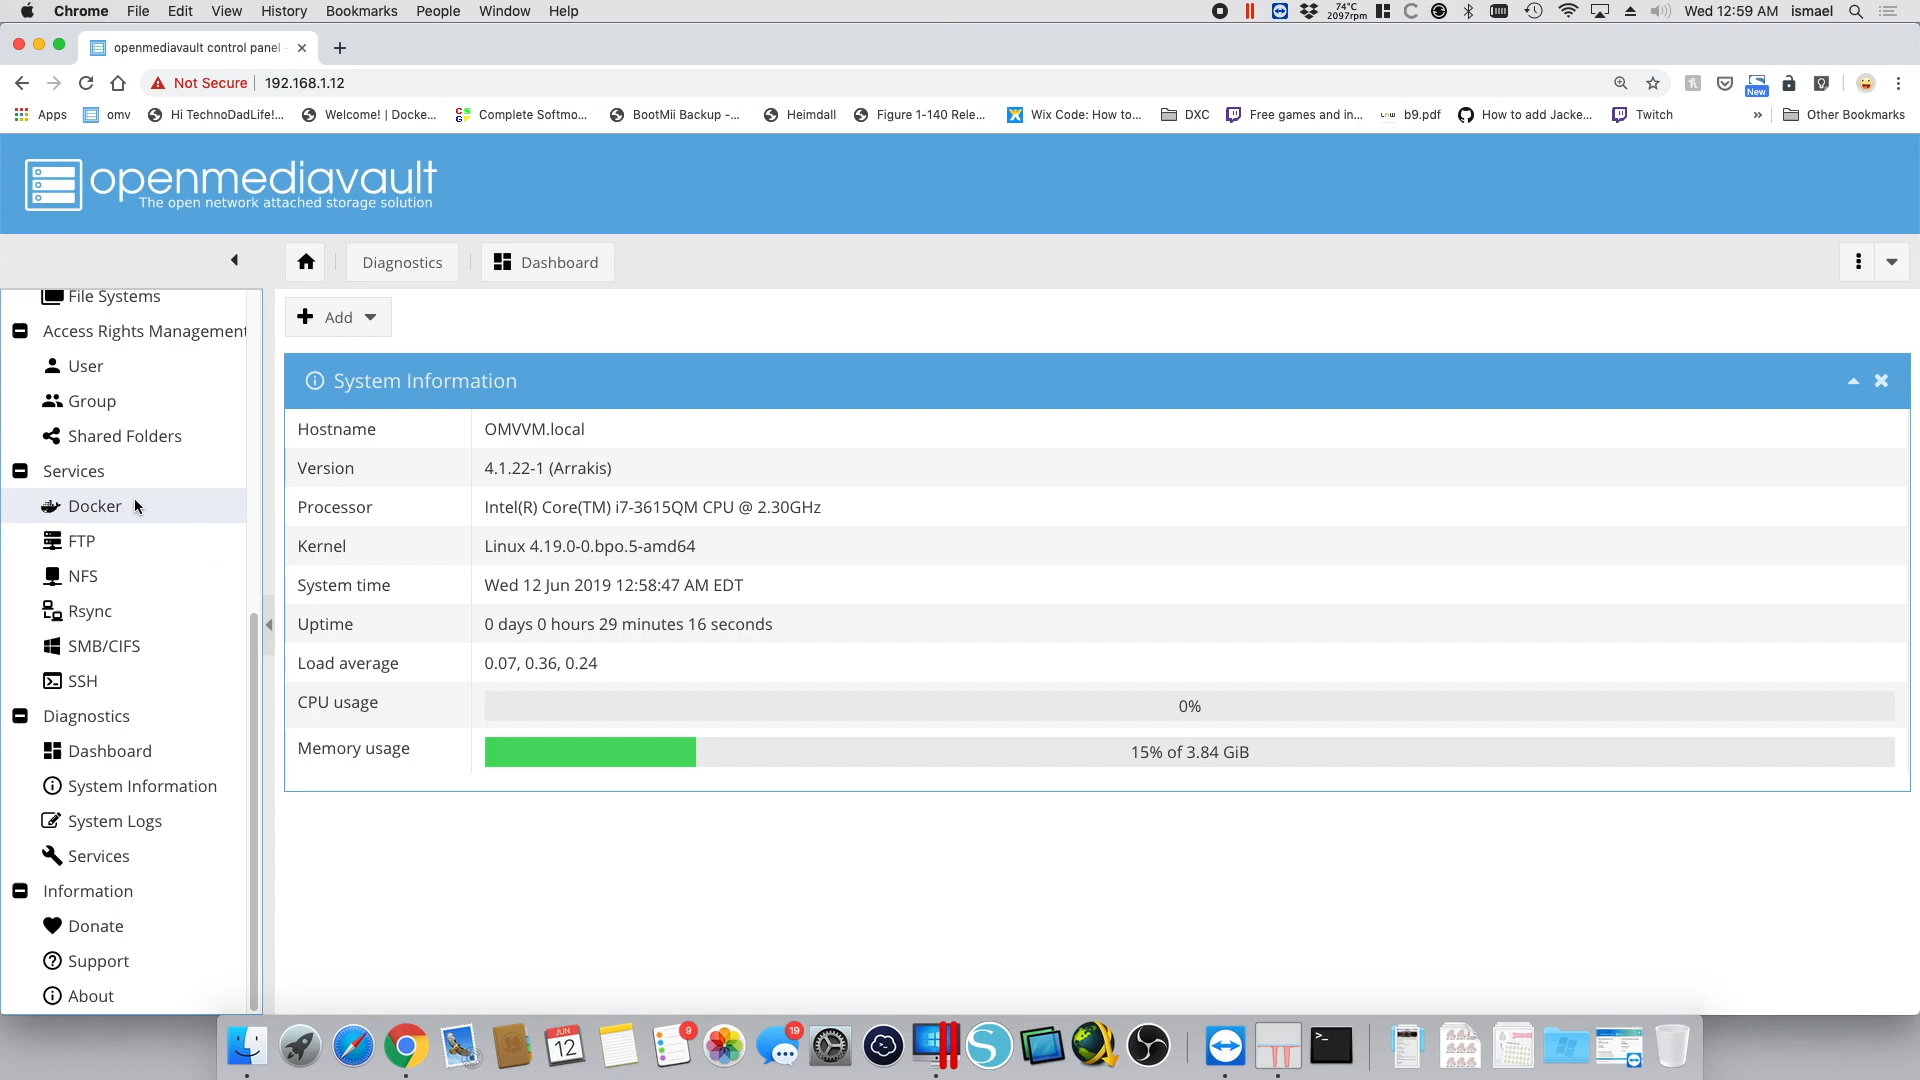 Chrome File Edit View History Bookmarks People Window Help
74°C
2097rpm
Wed 12:59 AM ismael
openmediavault control panel
Not Secure 192.168.1.12
New
Apps omv Hi TechnoDadLife!... Welcome! | Docke... Complete Softmo... BootMii Backup -... Heimdall Figure 1-140 Rele... Wix Code: How to... DXC Free games and in... b9.pdf How to add Jacke... Twitch » Other Bookmarks
openmediavault
The open network attached storage solution
Diagnostics Dashboard
File Systems
Access Rights Management
User
Group
Shared Folders
Services
Docker
FTP
NFS
Rsync
SMB/CIFS
SSH
Diagnostics
Dashboard
System Information
System Logs
Services
Information
Donate
Support
About
Add
System Information
Hostname OMVVM.local
Version 4.1.22-1 (Arrakis)
Processor Intel(R) Core(TM) i7-3615QM CPU @ 2.30GHz
Kernel Linux 4.19.0-0.bpo.5-amd64
System time Wed 12 Jun 2019 12:58:47 AM EDT
Uptime 0 days 0 hours 29 minutes 16 seconds
Load average 0.07, 0.36, 0.24
CPU usage 0%
Memory usage 15% of 3.84 GiB
JUN
12
9
19